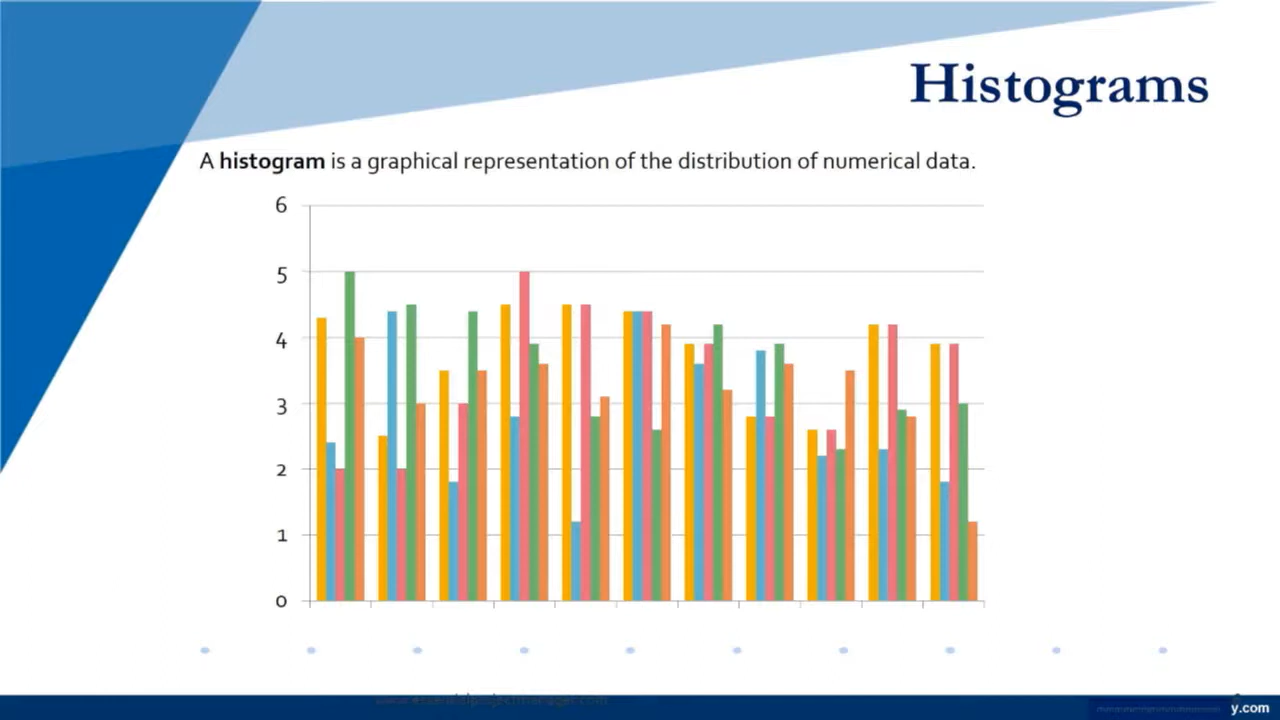 Histograms
A histogram is a graphical representation of the distribution of numerical data.
6
5
4
3
2
1
0
y.com